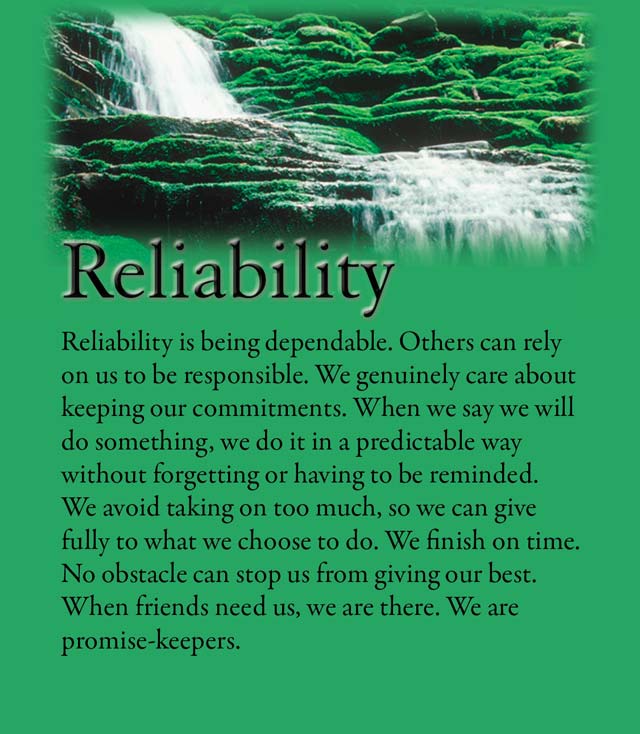 Reliability
Reliability is being dependable. Others can rely
on us to be responsible. We genuinely care about
keeping our commitments. When we say we will
do something, we do it in a predictable way
without forgetting or having to be reminded.
We avoid taking on too much, so we can give
fully to what we choose to do. We finish on time.
No obstacle can stop us from giving our best.
When friends need us, we are there. We are
promise-keepers.